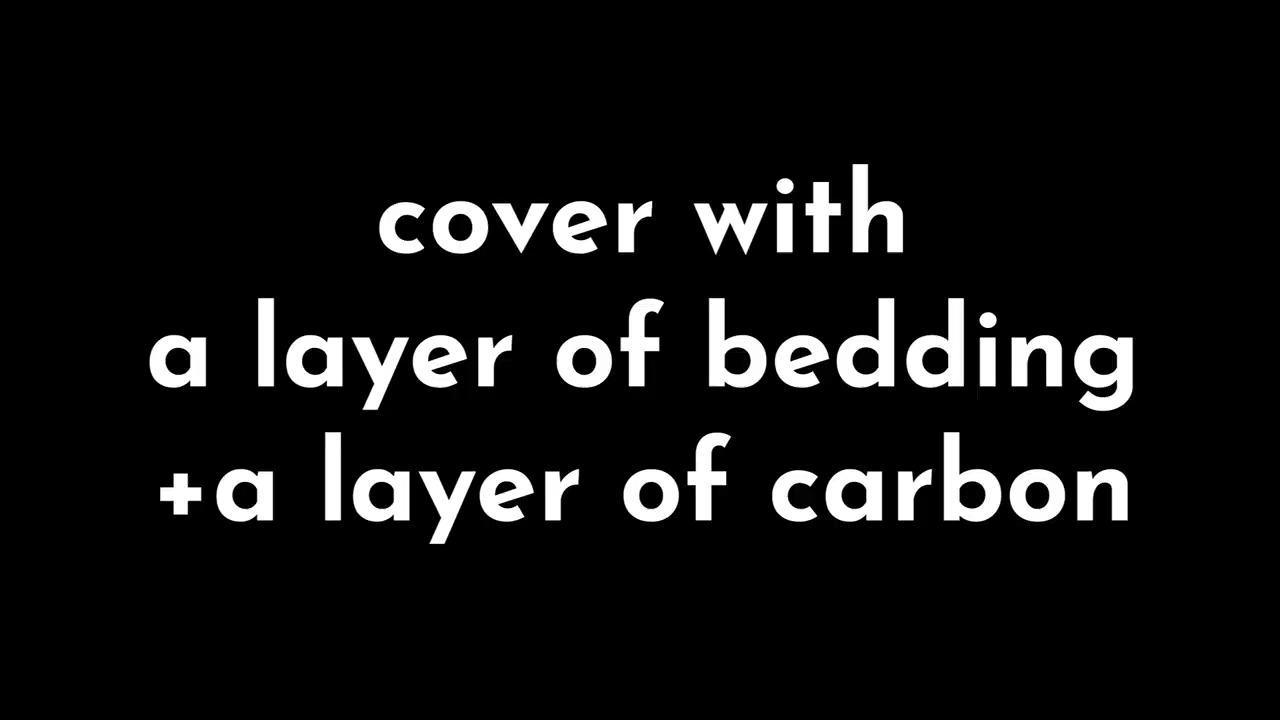 cover with
a layer of bedding
+a layer of carbon